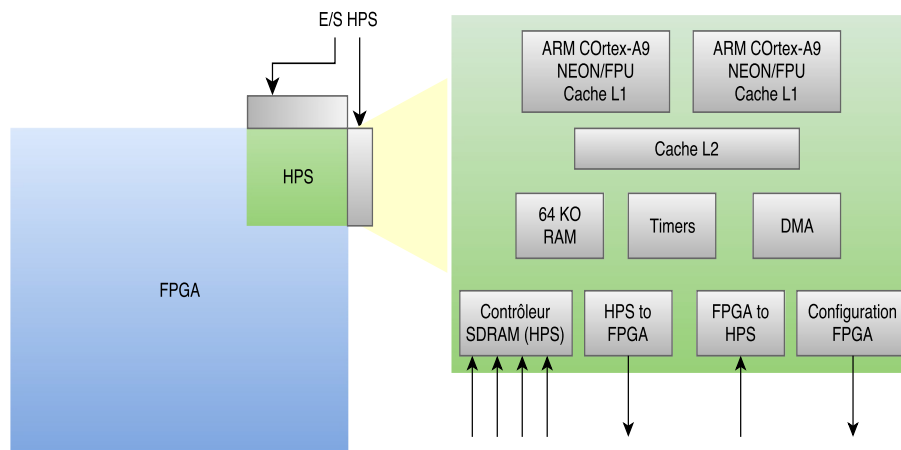 E/S HPS
HPS
FPGA
ARM COrtex-A9
NEON/FPU
Cache L1
ARM COrtex-A9
NEON/FPU
Cache L1
Cache L2
64 KO
RAM
Timers
DMA
Contrôleur
SDRAM (HPS)
HPS to
FPGA
FPGA to
HPS
Configuration
FPGA